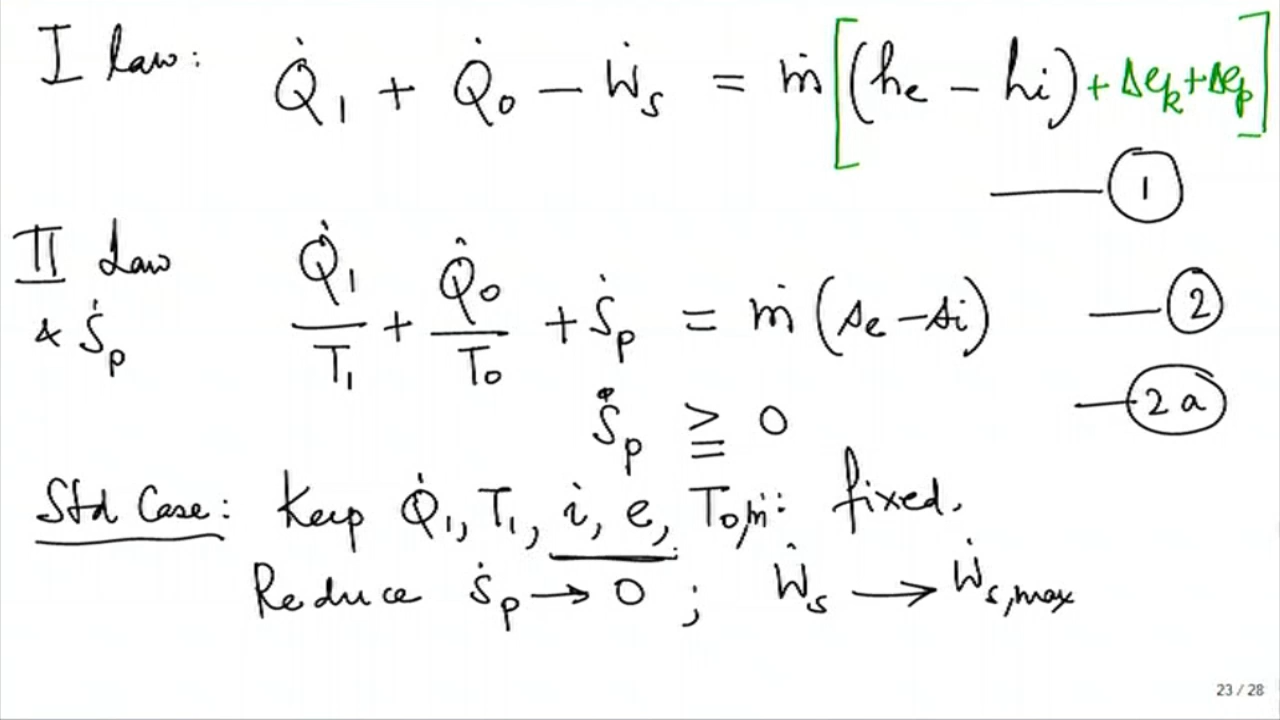 I law: Q̇₁ + Q̇₀ − Ẇₛ = ṁ[(hₑ − hᵢ) + Δeₖ + Δeₚ]
—— ①
II Law Q̇₁/T₁ + Q̇₀/T₀ + Ṡₚ = ṁ(sₑ − sᵢ) —— ②
& Ṡₚ
Ṡₚ ≧ 0 —— 2a
Std Case: Keep Q̇₁, T₁, i, e, T₀, ṁ: fixed.
Reduce Ṡₚ → 0 ; Ẇₛ → Ẇₛ,max
23 / 28